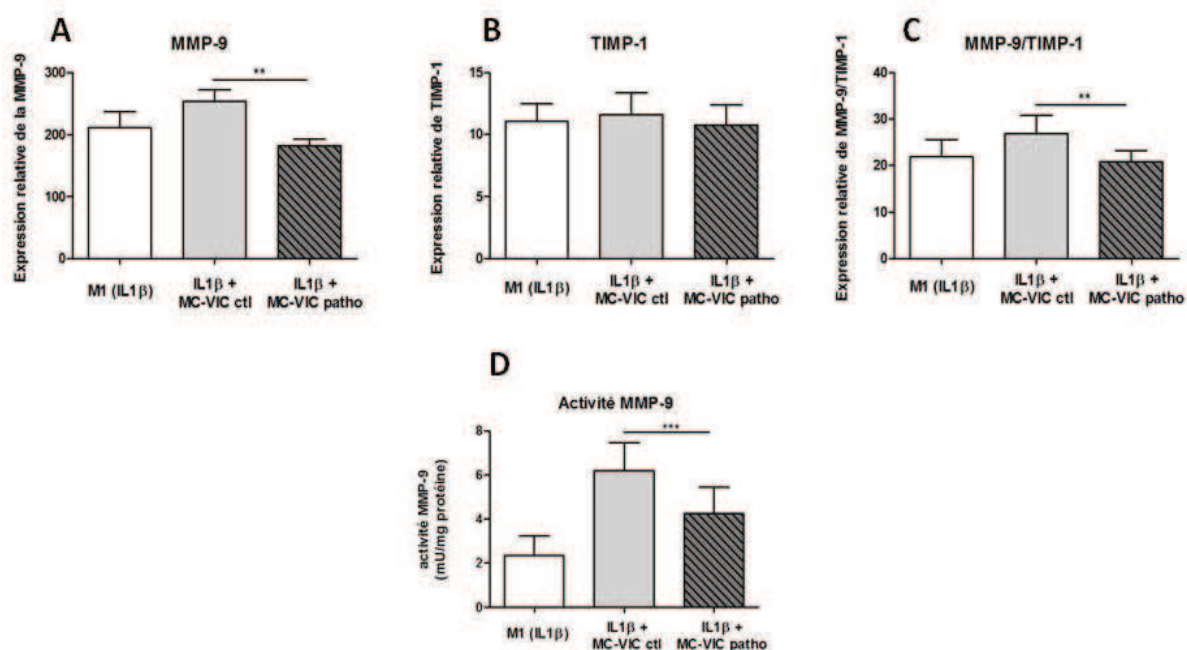 A
MMP-9
Expression relative de la MMP-9
300
200
100
0
**
M1 (IL1β)
IL1β +
MC-VIC ctl
IL1β +
MC-VIC patho
B
TIMP-1
Expression relative de TIMP-1
15
10
5
0
M1 (IL1β)
IL1β +
MC-VIC ctl
IL1β +
MC-VIC patho
C
MMP-9/TIMP-1
Expression relative de MMP-9/TIMP-1
40
30
20
10
0
**
M1 (IL1β)
IL1β +
MC-VIC ctl
IL1β +
MC-VIC patho
D
Activité MMP-9
activité MMP-9
(mU/mg protéine)
8
6
4
2
0
***
M1 (IL1β)
IL1β +
MC-VIC ctl
IL1β +
MC-VIC patho